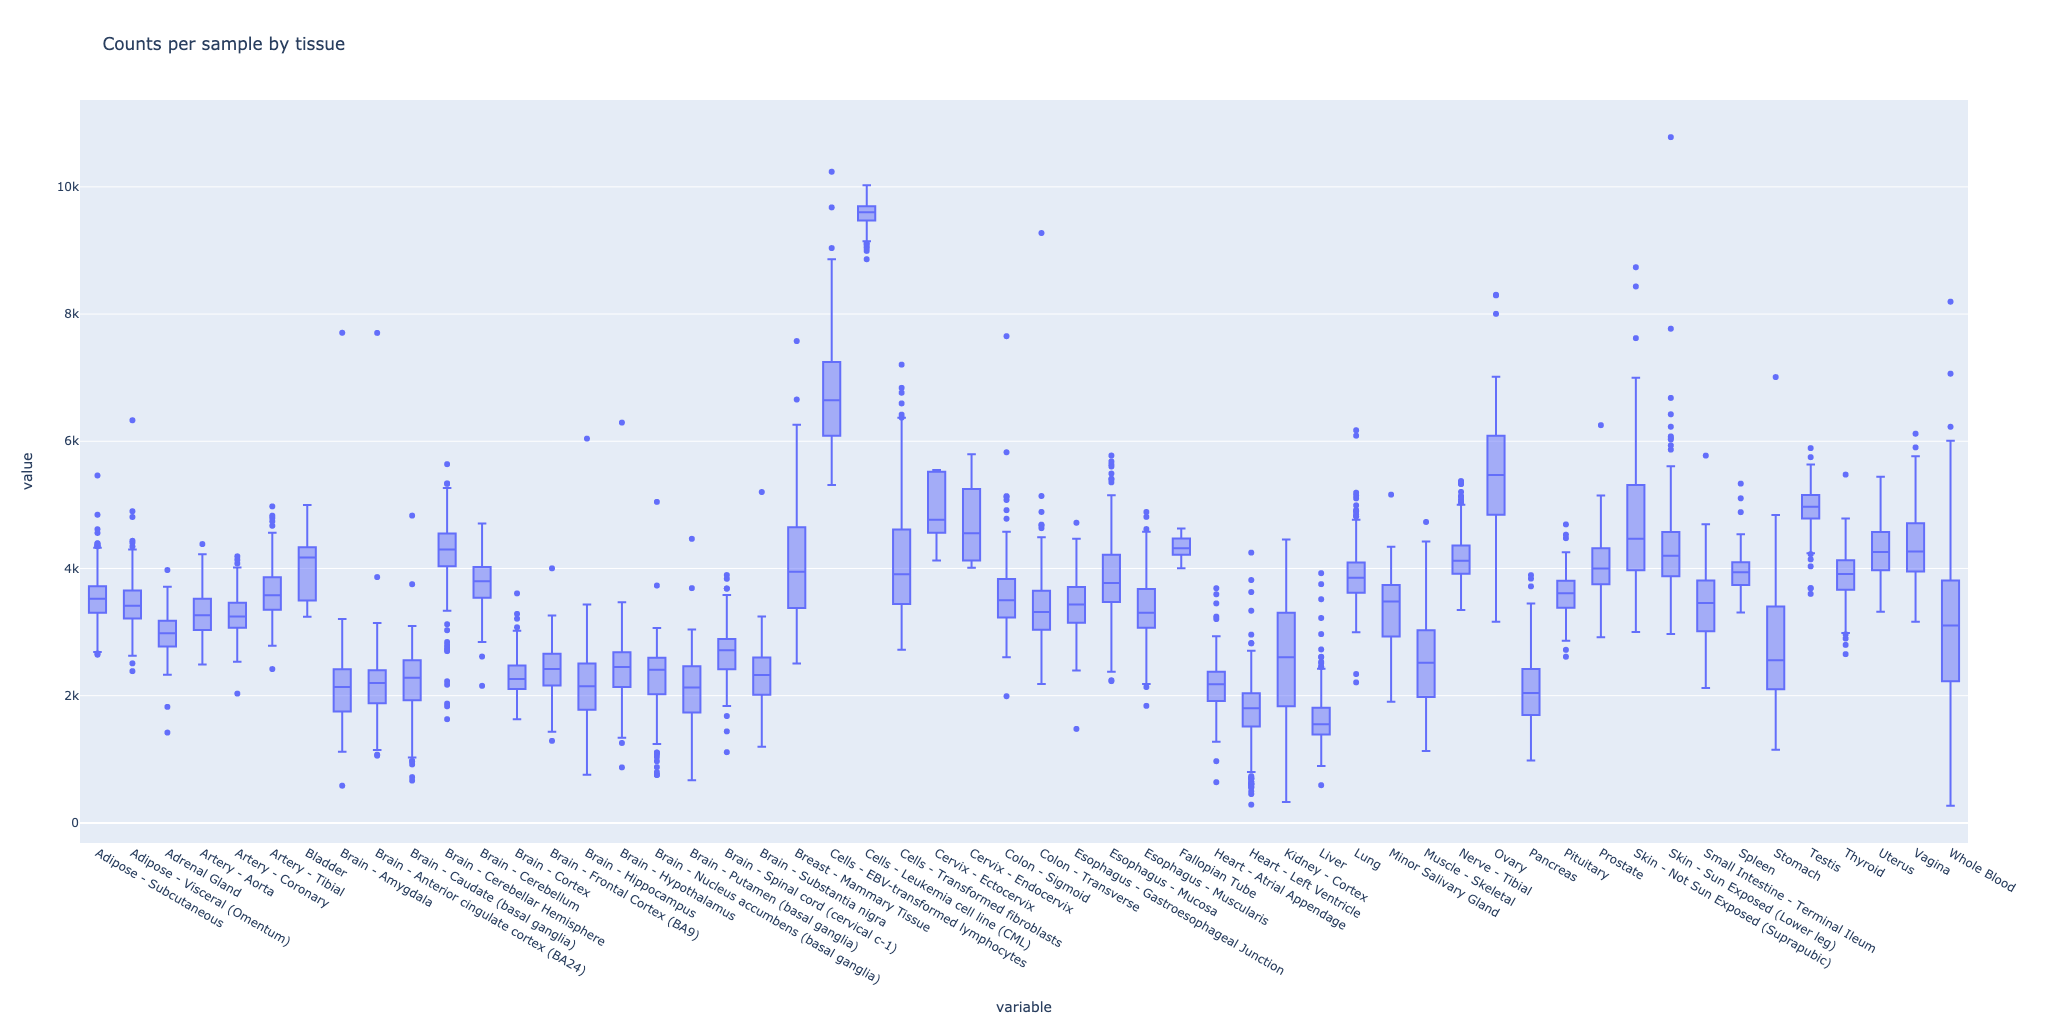 Counts per sample by tissue
10k
8k
6k
4k
2k
0
value
Adipose - Subcutaneous
Adipose - Visceral (Omentum)
Adrenal Gland
Artery - Aorta
Artery - Coronary
Artery - Tibial
Bladder
Brain - Amygdala
Brain - Anterior cingulate cortex (BA24)
Brain - Caudate (basal ganglia)
Brain - Cerebellar Hemisphere
Brain - Cerebellum
Brain - Cortex
Brain - Frontal Cortex (BA9)
Brain - Hippocampus
Brain - Hypothalamus
Brain - Nucleus accumbens (basal ganglia)
Brain - Putamen (basal ganglia)
Brain - Spinal cord (cervical c-1)
Brain - Substantia nigra
Breast - Mammary Tissue
Cells - EBV-transformed lymphocytes
Cells - Leukemia cell line (CML)
Cells - Transformed fibroblasts
Cervix - Ectocervix
Cervix - Endocervix
Colon - Sigmoid
Colon - Transverse
Esophagus - Gastroesophageal Junction
Esophagus - Mucosa
Esophagus - Muscularis
Fallopian Tube
Heart - Atrial Appendage
Heart - Left Ventricle
Kidney - Cortex
Liver
Lung
Minor Salivary Gland
Muscle - Skeletal
Nerve - Tibial
Ovary
Pancreas
Pituitary
Prostate
Skin - Not Sun Exposed (Suprapubic)
Skin - Sun Exposed (Lower leg)
Small Intestine - Terminal Ileum
Spleen
Stomach
Testis
Thyroid
Uterus
Vagina
Whole Blood
variable